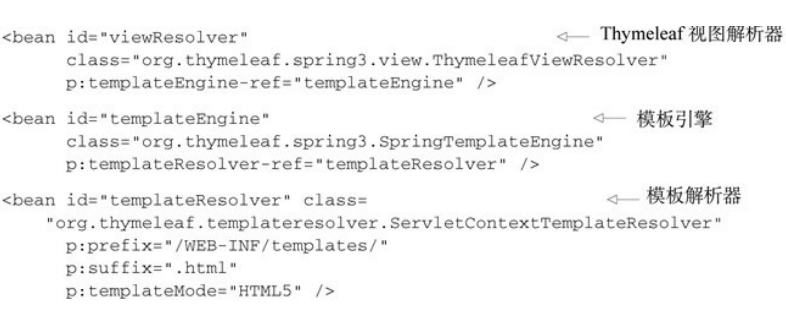 <bean id="viewResolver" ← Thymeleaf 视图解析器
class="org.thymeleaf.spring3.view.ThymeleafViewResolver"
p:templateEngine-ref="templateEngine" />
<bean id="templateEngine" ← 模板引擎
class="org.thymeleaf.spring3.SpringTemplateEngine"
p:templateResolver-ref="templateResolver" />
<bean id="templateResolver" class= ← 模板解析器
"org.thymeleaf.templateresolver.ServletContextTemplateResolver"
p:prefix="/WEB-INF/templates/"
p:suffix=".html"
p:templateMode="HTML5" />